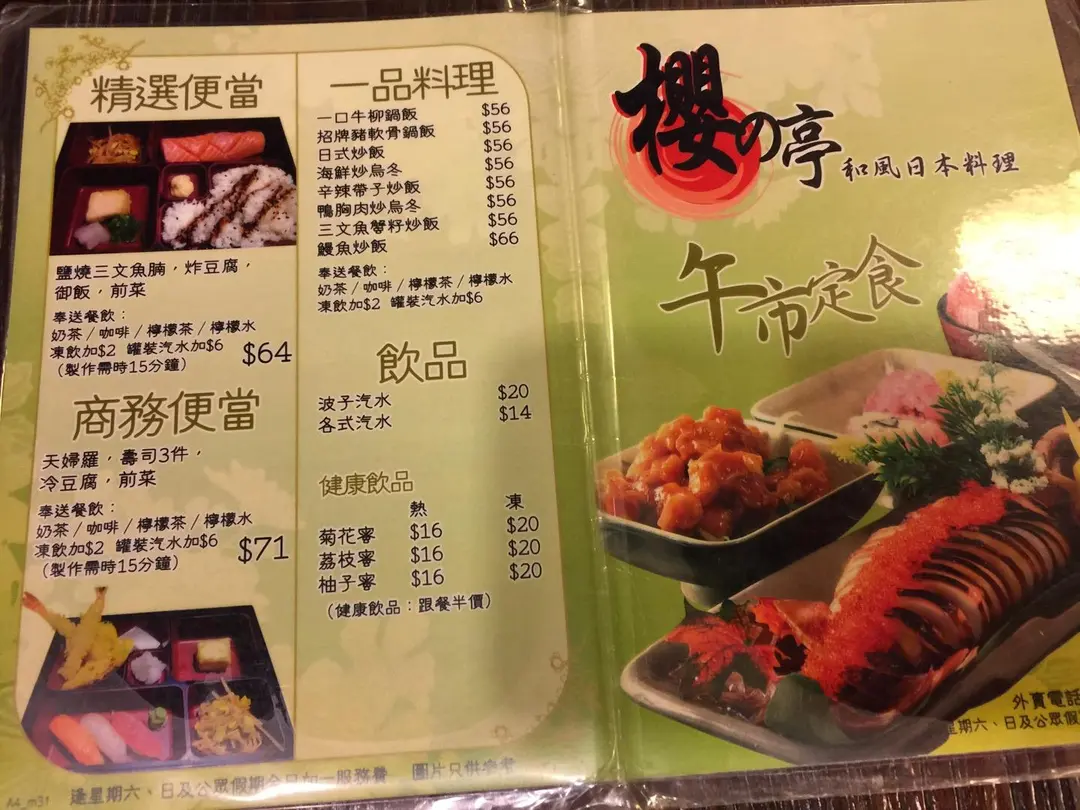 精選便當
鹽燒三文魚腩，炸豆腐，
御飯，前菜
奉送餐飲：
奶茶／咖啡／檸檬茶／檸檬水
凍飲加$2 罐裝汽水加$6
(製作需時15分鐘)
$64
商務便當
天婦羅，壽司3件，
冷豆腐，前菜
奉送餐飲：
奶茶／咖啡／檸檬茶／檸檬水
凍飲加$2 罐裝汽水加$6
(製作需時15分鐘)
$71
一品料理
一口牛柳鍋飯 $56
招牌豬軟骨鍋飯 $56
日式炒飯 $56
海鮮炒烏冬 $56
辛辣帶子炒飯 $56
鴨胸肉炒烏冬 $56
三文魚蟹籽炒飯 $56
鰻魚炒飯 $66
奉送餐飲：
奶茶／咖啡／檸檬茶／檸檬水
凍飲加$2 罐裝汽水加$6
飲品
波子汽水 $20
各式汽水 $14
健康飲品
熱 凍
菊花蜜 $16 $20
荔枝蜜 $16 $20
柚子蜜 $16 $20
(健康飲品：跟餐半價)
A4_m31
逢星期六、日及公眾假期全日加一服務費 圖片只供參考
櫻の亭
和風日本料理
午市定食
外賣電話
星期六、日及公眾假